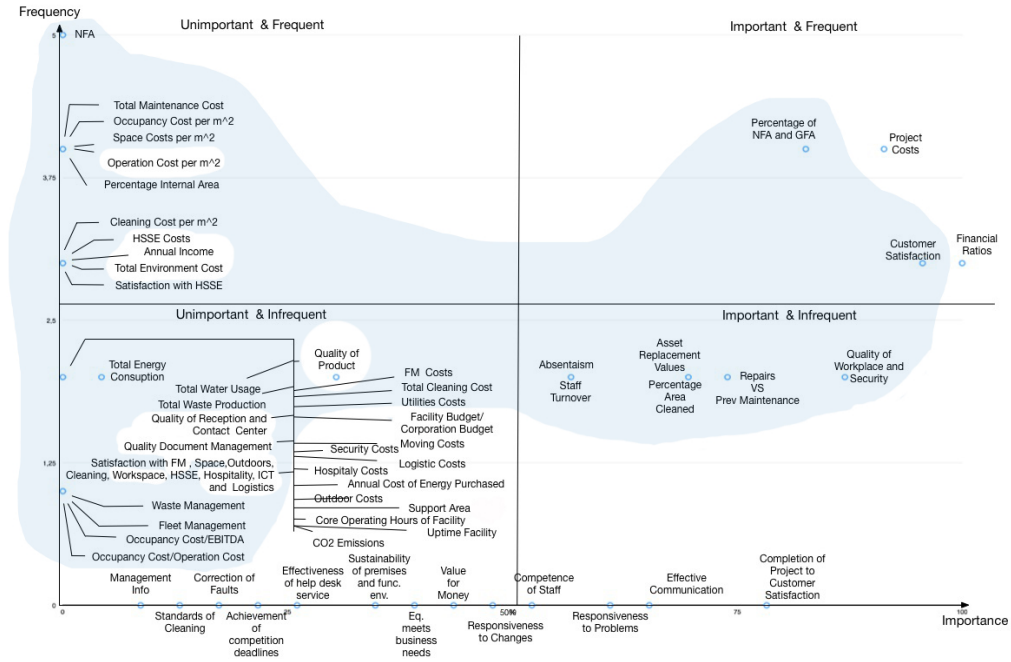 Frequency
Unimportant & Frequent
Important & Frequent
5
NFA
Total Maintenance Cost
Occupancy Cost per m^2
Space Costs per m^2
Operation Cost per m^2
Percentage Internal Area
Percentage of
NFA and GFA
Project
Costs
3,75
Cleaning Cost per m^2
HSSE Costs
Annual Income
Total Environment Cost
Satisfaction with HSSE
Customer
Satisfaction
Financial
Ratios
Unimportant & Infrequent
Important & Infrequent
2,5
Total Energy
Consuption
Quality of
Product
Total Water Usage
Total Waste Production
Quality of Reception and
Contact Center
Quality Document Management
Satisfaction with FM , Space,Outdoors,
Cleaning, Workspace, HSSE, Hospitality, ICT
and Logistics
FM Costs
Total Cleaning Cost
Utilities Costs
Facility Budget/
Corporation Budget
Moving Costs
Security Costs
Logistic Costs
Hospitaly Costs
Annual Cost of Energy Purchased
Outdoor Costs
Support Area
Core Operating Hours of Facility
Uptime Facility
CO2 Emissions
Absentaism
Staff
Turnover
Asset
Replacement
Values
Percentage
Area
Cleaned
Repairs
VS
Prev Maintenance
Quality of
Workplace and
Security
1,25
Waste Management
Fleet Management
Occupancy Cost/EBITDA
Occupancy Cost/Operation Cost
Management
Info
Correction of
Faults
Effectiveness
of help desk
service
Sustainability
of premises
and func.
env.
Value
for
Money
Competence
of Staff
Effective
Communication
Completion of
Project to
Customer
Satisfaction
0
0
25
50
75
100
Importance
Standards of
Cleaning
Achievement
of
competition
deadlines
Eq.
meets
business
needs
Responsiveness
to Changes
Responsiveness
to Problems